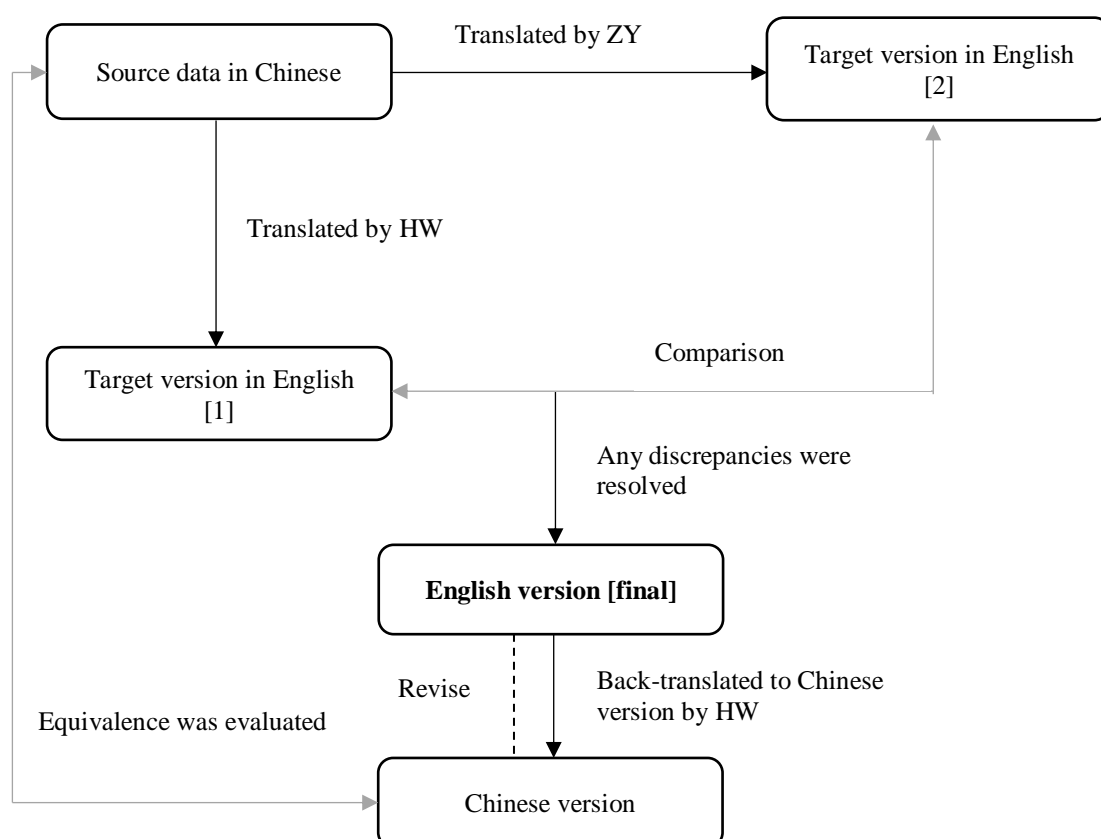 Translated by ZY
Source data in Chinese
Target version in English
[2]
Translated by HW
Comparison
Target version in English
[1]
Any discrepancies were
resolved
English version [final]
Revise
Back-translated to Chinese
version by HW
Equivalence was evaluated
Chinese version